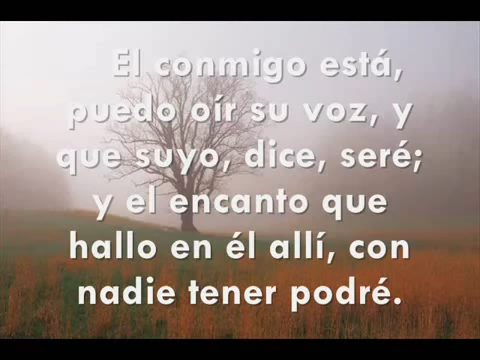 El conmigo está,
puedo oír su voz, y
que suyo, dice, seré;
y el encanto que
hallo en él allí, con
nadie tener podré.